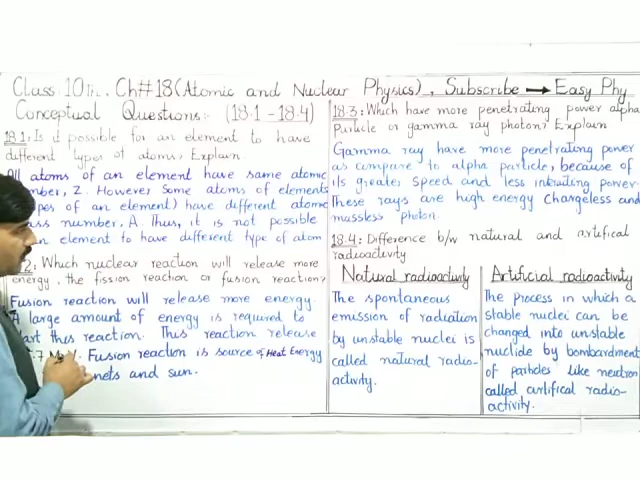 Class 10Th. Ch#18 (Atomic and Nuclear Physics), Subscribe → Easy Phy
Conceptual Questions:- (18.1 - 18.4)
18.1: Is it possible for an element to have
different types of atoms? Explain.
All atoms of an element have same atomic
number, Z. However some atoms of elements
of an element) have different atomic
number, A. Thus, it is not possible
an element to have different type of atom
Which nuclear reaction will release more
energy, the fission reaction or fusion reaction?
Fusion reaction will release more energy.
A large amount of energy is required to
this reaction. This reaction release
Fusion reaction is source of Heat Energy
and sun.
18.3: Which have more penetrating power alpha
Particle or gamma ray photon? Explain
Gamma ray have more penetrating power
as compare to alpha particle, because of
its greater speed and less intrating power.
These rays are high energy chargeless and
massless photon.
18.4: Difference b/w natural and artifical
radioactivity
Natural radioactivity
The spontaneous
emission of radiation
by unstable nuclei is
called natural radio-
activity.
Artificial radioactivity
The process in which a
stable nuclei can be
changed into unstable
nuclide by bombardment
of particles like neutron
called artifical radio-
activity.